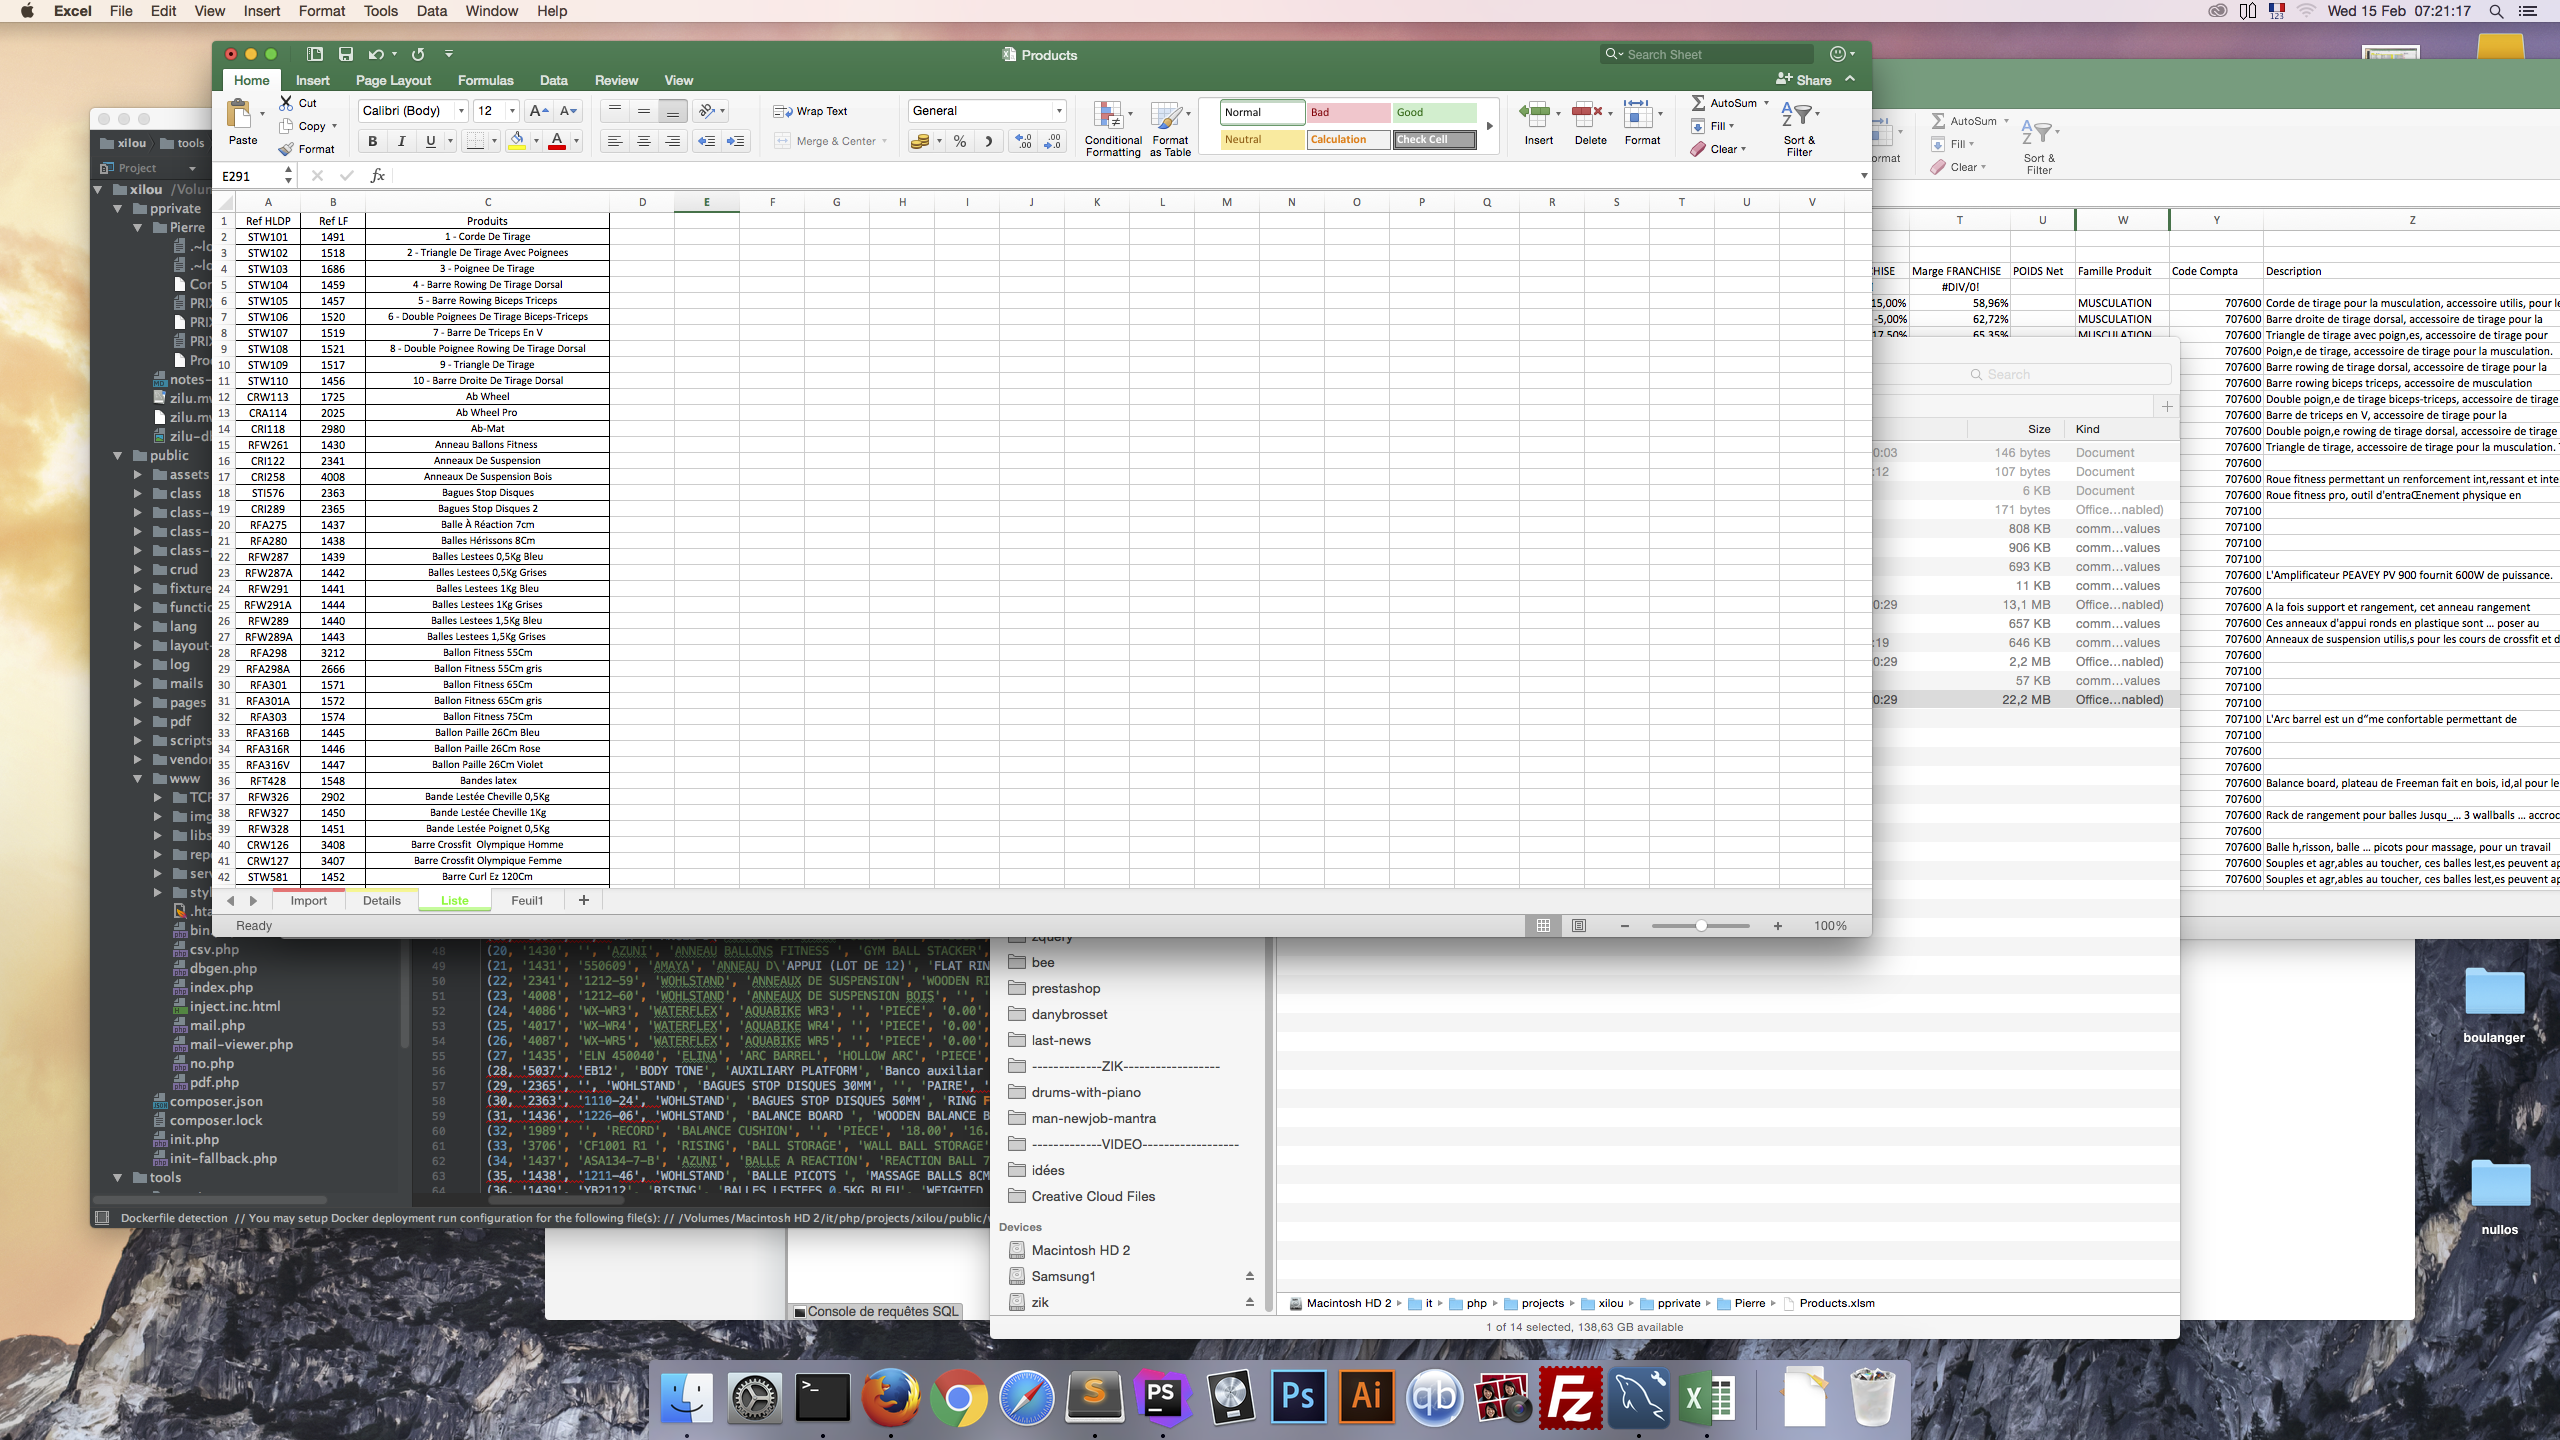 Excel File Edit View Insert Format Tools Data Window Help
Wed 15 Feb 07:21:17
Products
Search Sheet
Home Insert Page Layout Formulas Data Review View
Share
Paste
Cut
Copy
Format
Calibri (Body) 12
Wrap Text
Merge & Center
General
Conditional Formatting
Format as Table
Normal Bad Good
Neutral Calculation Check Cell
Insert Delete Format
AutoSum
Fill
Clear
Sort & Filter
E291
fx
A B C D E F G H I J K L M N O P Q R S T U V
1 Ref HLDP Ref LF Produits
2 STW101 1491 1 - Corde De Tirage
3 STW102 1518 2 - Triangle De Tirage Avec Poignees
4 STW103 1686 3 - Poignee De Tirage
5 STW104 1459 4 - Barre Rowing De Tirage Dorsal
6 STW105 1457 5 - Barre Rowing Biceps Triceps
7 STW106 1520 6 - Double Poignees De Tirage Biceps-Triceps
8 STW107 1519 7 - Barre De Triceps En V
9 STW108 1521 8 - Double Poignee Rowing De Tirage Dorsal
10 STW109 1517 9 - Triangle De Tirage
11 STW110 1456 10 - Barre Droite De Tirage Dorsal
12 CRW113 1725 Ab Wheel
13 CRA114 2025 Ab Wheel Pro
14 CRI118 2980 Ab-Mat
15 RFW261 1430 Anneau Ballons Fitness
16 CRI122 2341 Anneaux De Suspension
17 CRI258 4008 Anneaux De Suspension Bois
18 STI576 2363 Bagues Stop Disques
19 CRI289 2365 Bagues Stop Disques 2
20 RFA275 1437 Balle À Réaction 7cm
21 RFA280 1438 Balles Hérissons 8Cm
22 RFW287 1439 Balles Lestees 0,5Kg Bleu
23 RFW287A 1442 Balles Lestees 0,5Kg Grises
24 RFW291 1441 Balles Lestees 1Kg Bleu
25 RFW291A 1444 Balles Lestees 1Kg Grises
26 RFW289 1440 Balles Lestees 1,5Kg Bleu
27 RFW289A 1443 Balles Lestees 1,5Kg Grises
28 RFA298 3212 Ballon Fitness 55Cm
29 RFA298A 2666 Ballon Fitness 55Cm gris
30 RFA301 1571 Ballon Fitness 65Cm
31 RFA301A 1572 Ballon Fitness 65Cm gris
32 RFA303 1574 Ballon Fitness 75Cm
33 RFA316B 1445 Ballon Paille 26Cm Bleu
34 RFA316R 1446 Ballon Paille 26Cm Rose
35 RFA316V 1447 Ballon Paille 26Cm Violet
36 RFT428 1548 Bandes latex
37 RFW326 2902 Bande Lestée Cheville 0,5Kg
38 RFW327 1450 Bande Lestée Cheville 1Kg
39 RFW328 1451 Bande Lestée Poignet 0,5Kg
40 CRW126 3408 Barre Crossfit Olympique Homme
41 CRW127 3407 Barre Crossfit Olympique Femme
42 STW581 1452 Barre Curl Ez 120Cm
Import Details Liste Feuil1 +
Ready
100%
xilou tools
Project
xilou /Volu
pprivate
Pierre
.~lo
.~lo
Cor
PRI
PRI
PRI
Pro
notes-
zilu.m
zilu.m
zilu-d
public
assets
class
class-
class-
class-
crud
fixture
functio
lang
layout-
log
mails
pages
pdf
scripts
vendor
www
TCP
img
libs
rep
ser
sty
.hta
bin.
csv.php
dbgen.php
index.php
inject.inc.html
mail.php
mail-viewer.php
no.php
pdf.php
composer.json
composer.lock
init.php
init-fallback.php
tools
48 (20, '1430', '', 'AZUNI', 'ANNEAU BALLONS FITNESS ', 'GYM BALL STACKER',
49 (21, '1431', '550609', 'AMAYA', 'ANNEAU D\'APPUI (LOT DE 12)', 'FLAT RIN
50 (22, '2341', '1212-59', 'WOHLSTAND', 'ANNEAUX DE SUSPENSION', 'WOODEN RI
51 (23, '4008', '1212-60', 'WOHLSTAND', 'ANNEAUX DE SUSPENSION BOIS', '', '
52 (24, '4086', 'WX-WR3', 'WATERFLEX', 'AQUABIKE WR3', '', 'PIECE', '0.00',
53 (25, '4017', 'WX-WR4', 'WATERFLEX', 'AQUABIKE WR4', '', 'PIECE', '0.00',
54 (26, '4087', 'WX-WR5', 'WATERFLEX', 'AQUABIKE WR5', '', 'PIECE', '0.00',
55 (27, '1435', 'ELN 450040', 'ELINA', 'ARC BARREL', 'HOLLOW ARC', 'PIECE',
56 (28, '5037', 'EB12', 'BODY TONE', 'AUXILIARY PLATFORM', 'Banco auxiliar
57 (29, '2365', '', 'WOHLSTAND', 'BAGUES STOP DISQUES 30MM', '', 'PAIRE', '
58 (30, '2363', '1110-24', 'WOHLSTAND', 'BAGUES STOP DISQUES 50MM', 'RING F
59 (31, '1436', '1226-06', 'WOHLSTAND', 'BALANCE BOARD ', 'WOODEN BALANCE B
60 (32, '1989', '', 'RECORD', 'BALANCE CUSHION', '', 'PIECE', '18.00', '16.
61 (33, '3706', 'CF1001 R1 ', 'RISING', 'BALL STORAGE', 'WALL BALL STORAGE'
62 (34, '1437', 'ASA134-7-B', 'AZUNI', 'BALLE A REACTION', 'REACTION BALL 7
63 (35, '1438', '1211-46', 'WOHLSTAND', 'BALLE PICOTS ', 'MASSAGE BALLS 8CM
64 (36, '1439', 'YB2112', 'RISING', 'BALLES LESTEES 0.5KG BLEU', 'WEIGHTED
Dockerfile detection // You may setup Docker deployment run configuration for the following file(s): // /Volumes/Macintosh HD 2/it/php/projects/xilou/public/
Console de requêtes SQL
zquery
bee
prestashop
danybrosset
last-news
-------------ZIK------------------
drums-with-piano
man-newjob-mantra
-------------VIDEO------------------
idées
Creative Cloud Files
Devices
Macintosh HD 2
Samsung1
zik
Macintosh HD 2 it php projects xilou pprivate Pierre Products.xlsm
1 of 14 selected, 138,63 GB available
Search
Size Kind
0:03 146 bytes Document
:12 107 bytes Document
6 KB Document
171 bytes Office...nabled)
808 KB comm...values
906 KB comm...values
693 KB comm...values
11 KB comm...values
0:29 13,1 MB Office...nabled)
657 KB comm...values
:19 646 KB comm...values
0:29 2,2 MB Office...nabled)
57 KB comm...values
0:29 22,2 MB Office...nabled)
ormat
AutoSum
Fill
Clear
Sort & Filter
T U W Y Z
HISE Marge FRANCHISE POIDS Net Famille Produit Code Compta Description
#DIV/0!
15,00% 58,96% MUSCULATION 707600 Corde de tirage pour la musculation, accessoire utilis, pour le
-5,00% 62,72% MUSCULATION 707600 Barre droite de tirage dorsal, accessoire de tirage pour la
17,50% 65,35% MUSCULATION 707600 Triangle de tirage avec poign,es, accessoire de tirage pour
707600 Poign,e de tirage, accessoire de tirage pour la musculation.
707600 Barre rowing de tirage dorsal, accessoire de tirage pour la
707600 Barre rowing biceps triceps, accessoire de musculation
707600 Double poign,e de tirage biceps-triceps, accessoire de tirage
707600 Barre de triceps en V, accessoire de tirage pour la
707600 Double poign,e rowing de tirage dorsal, accessoire de tirage
707600 Triangle de tirage, accessoire de tirage pour la musculation.
707600
707600 Roue fitness permettant un renforcement int,ressant et inte
707600 Roue fitness pro, outil d'entraŒnement physique en
707100
707100
707100
707100
707600 L'Amplificateur PEAVEY PV 900 fournit 600W de puissance.
707600
707600 A la fois support et rangement, cet anneau rangement
707600 Ces anneaux d'appui ronds en plastique sont ... poser au
707600 Anneaux de suspension utilis,s pour les cours de crossfit et d
707600
707100
707100
707100
707100 L'Arc barrel est un d"me confortable permettant de
707100
707600
707600
707600 Balance board, plateau de Freeman fait en bois, id,al pour le
707600
707600 Rack de rangement pour balles Jusqu_... 3 wallballs ... accroc
707600
707600 Balle h,risson, balle ... picots pour massage, pour un travail
707600 Souples et agr,ables au toucher, ces balles lest,es peuvent ap
707600 Souples et agr,ables au toucher, ces balles lest,es peuvent ap
boulanger
nullos
PS
Ps
Ai
qb
Fz